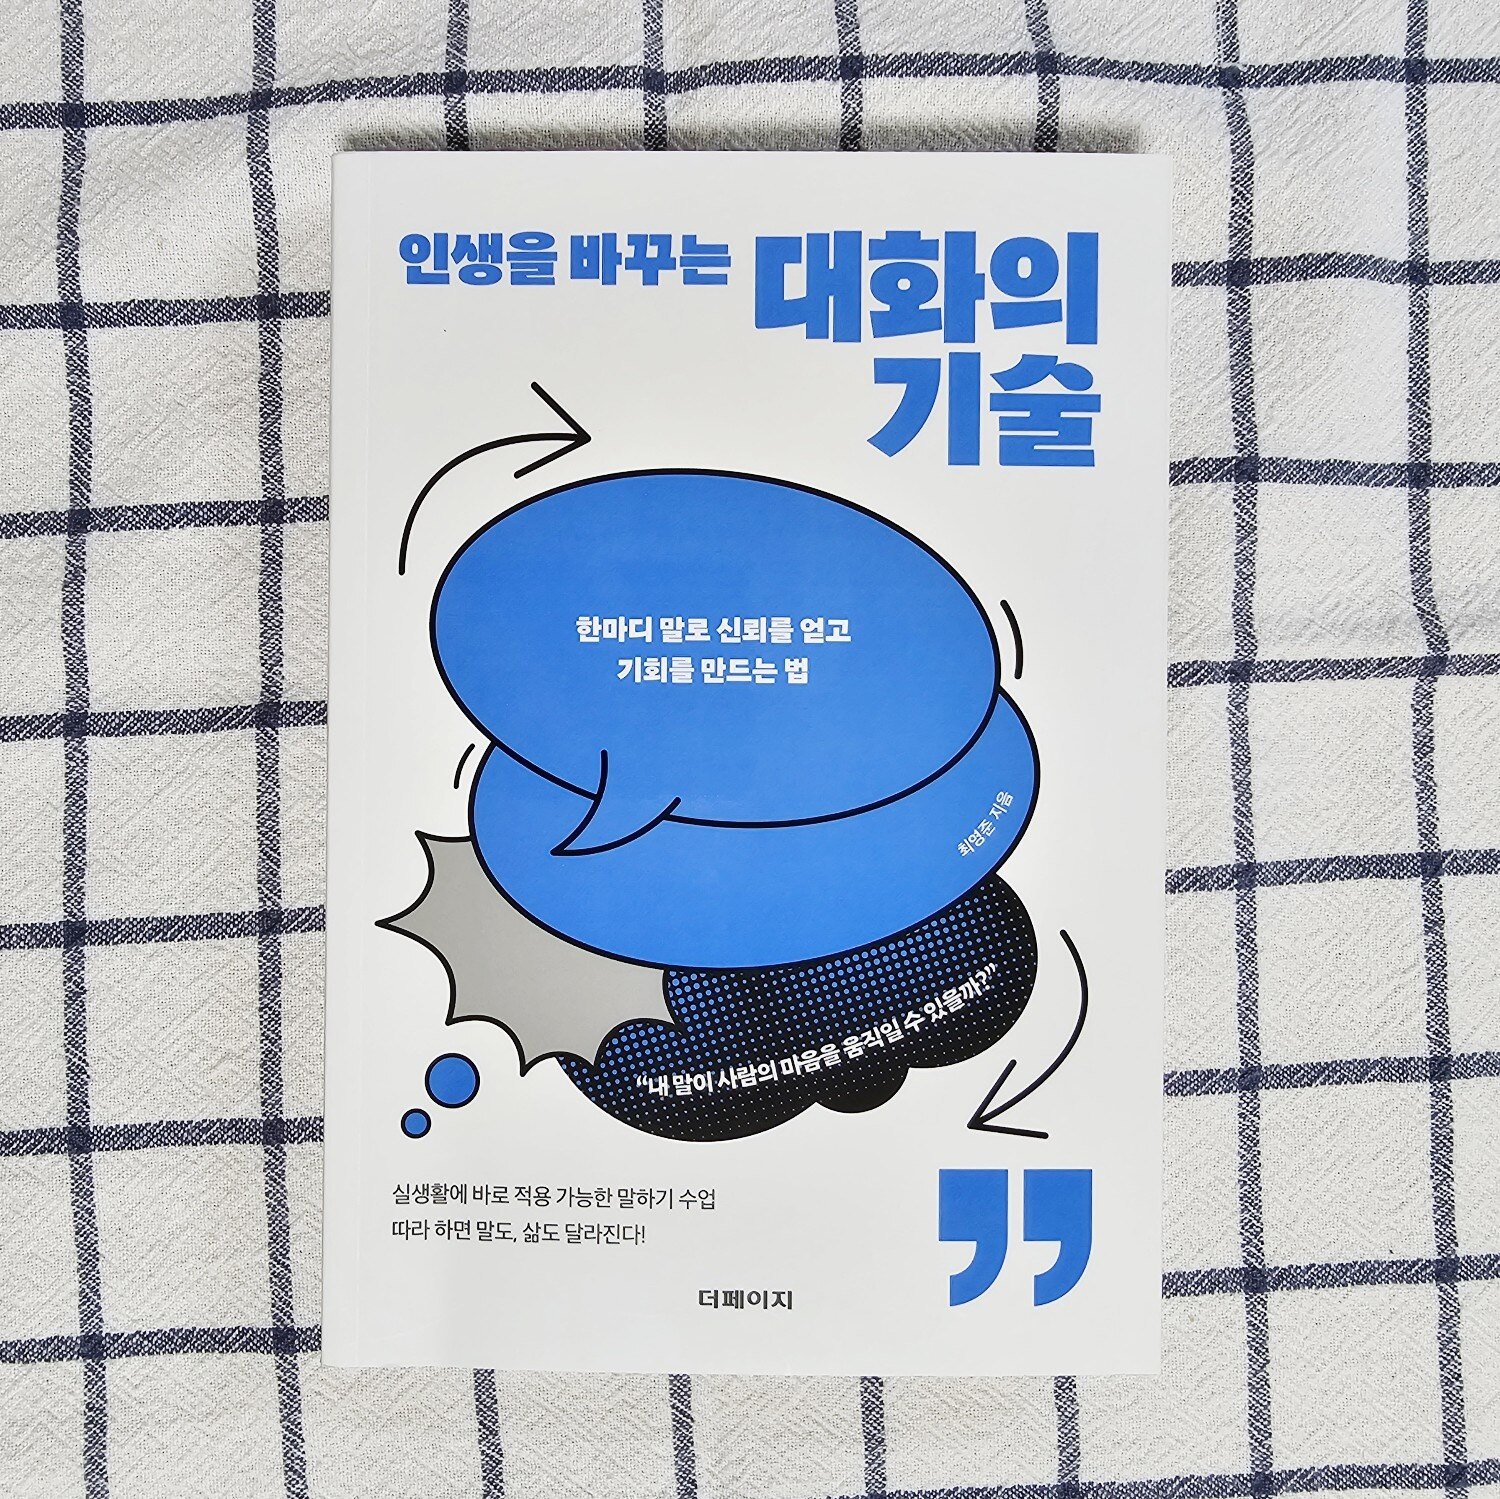 인생을 바꾸는 대화의
기술
한마디 말로 신뢰를 얻고
기회를 만드는 법
최영준 지음
“내 말이 사람의 마음을 움직일 수 있을까?”
실생활에 바로 적용 가능한 말하기 수업
따라 하면 말도, 삶도 달라진다!
더페이지
”